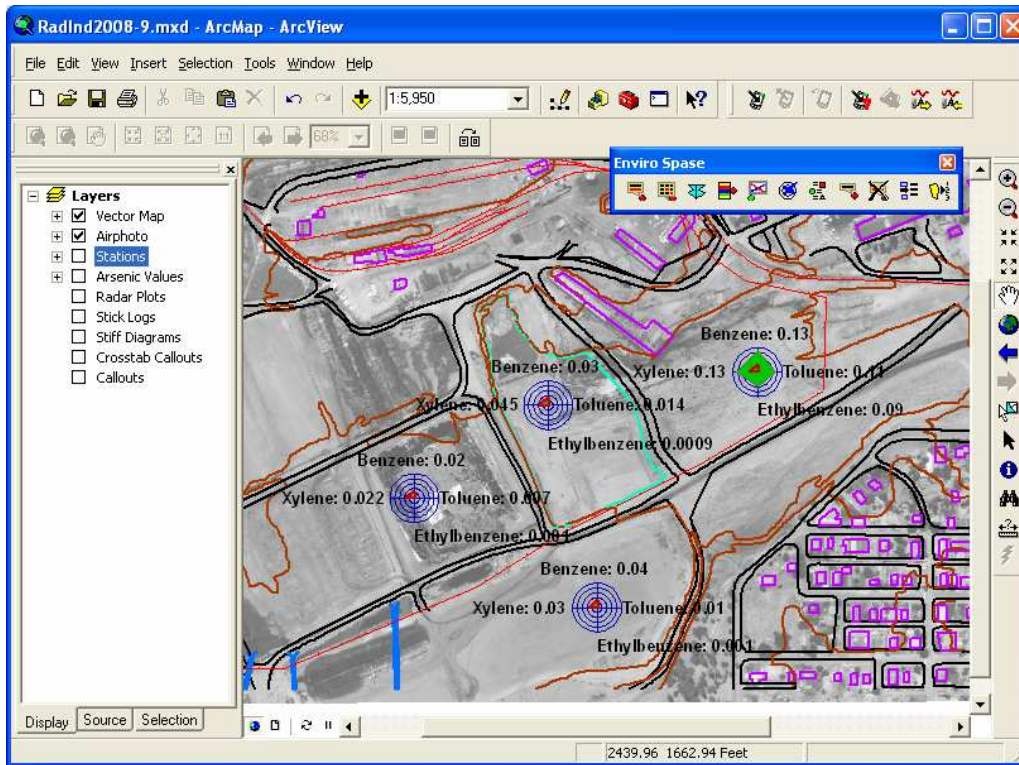 RadInd2008-9.mxd - ArcMap - ArcView
File Edit View Insert Selection Tools Window Help
1:5,950
68%
Enviro Spase
Layers
Vector Map
Airphoto
Stations
Arsenic Values
Radar Plots
Stick Logs
Stiff Diagrams
Crosstab Callouts
Callouts
Benzene: 0.13
Xylene: 0.13
Toluene: 0.11
Ethylbenzene: 0.09
Benzene: 0.03
Xylene: 0.045
Toluene: 0.014
Ethylbenzene: 0.0009
Benzene: 0.02
Xylene: 0.022
Toluene: 0.007
Ethylbenzene: 0.001
Benzene: 0.04
Xylene: 0.03
Toluene: 0.01
Ethylbenzene: 0.001
Display Source Selection
2439.96 1662.94 Feet